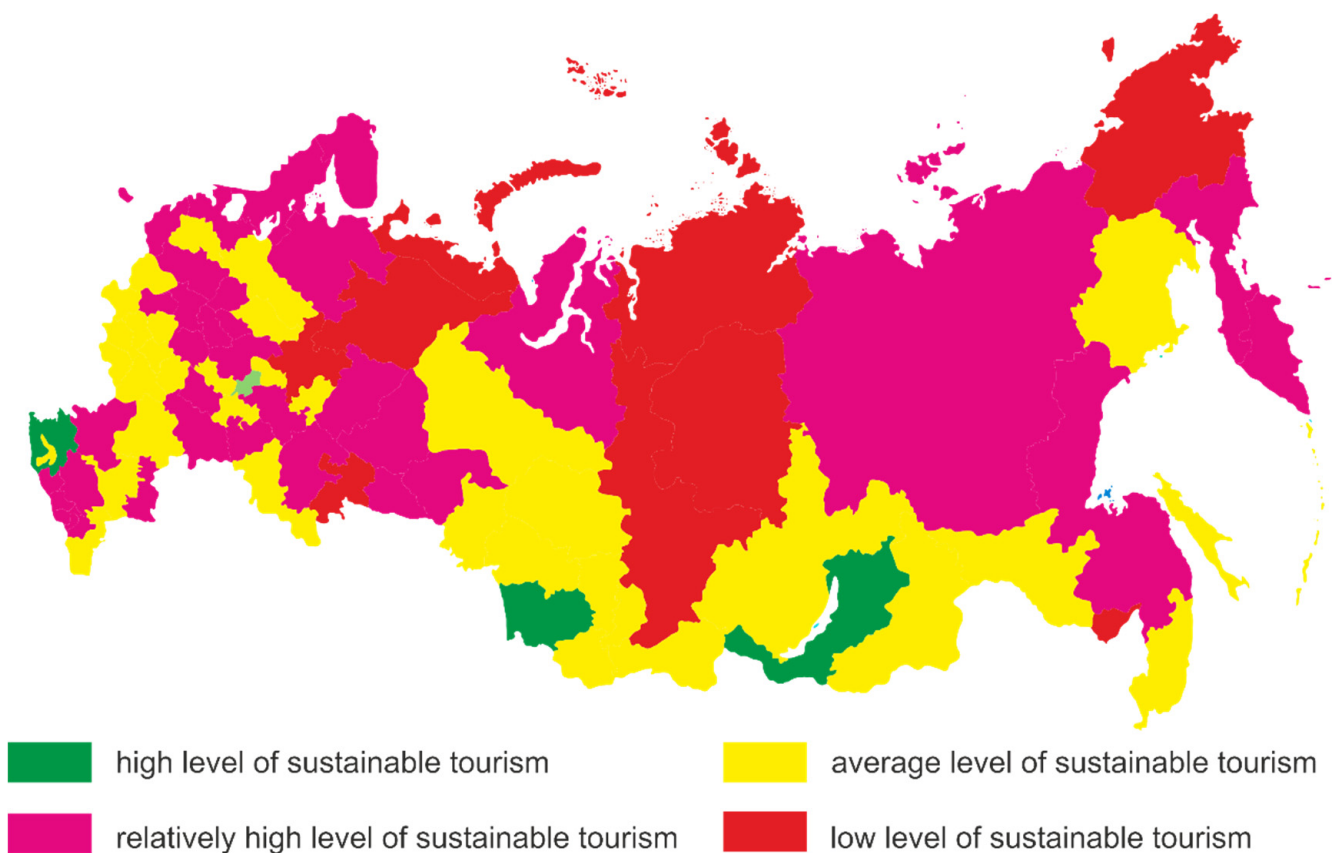 high level of sustainable tourism
average level of sustainable tourism
relatively high level of sustainable tourism
low level of sustainable tourism